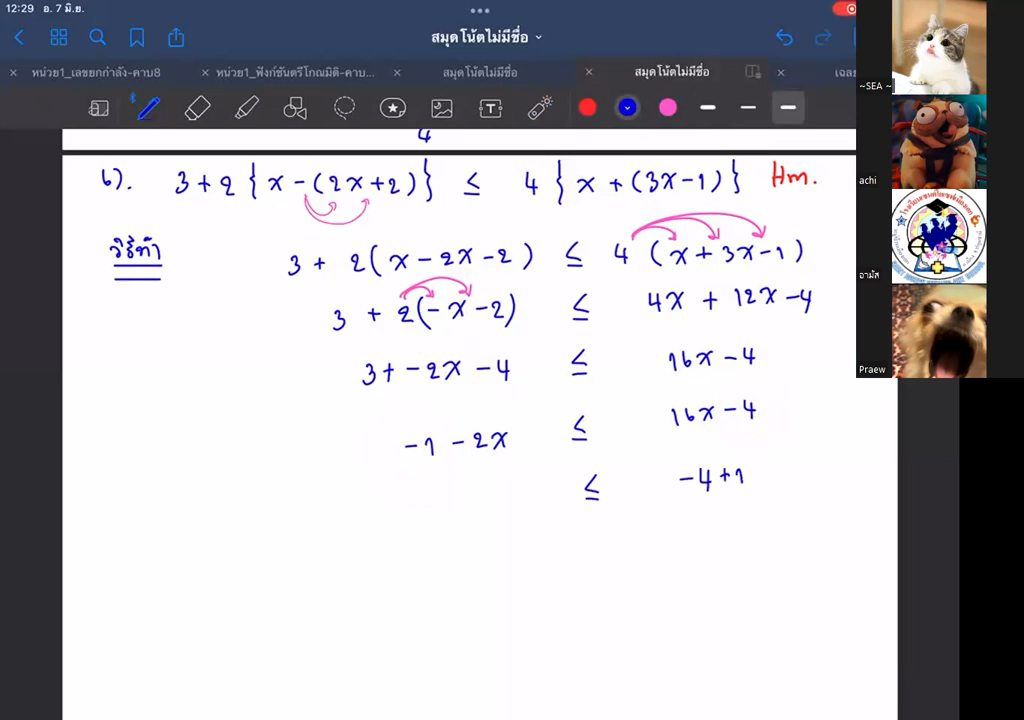 12:29 อ. 7 มิ.ย.
สมุดโน้ตไม่มีชื่อ
หน่วย1_เลขยกกำลัง-คาบ8
หน่วย1_ฟังก์ชันตรีโกณมิติ-คาบ...
สมุดโน้ตไม่มีชื่อ
สมุดโน้ตไม่มีชื่อ
4
6). 3 + 2 { x - (2x + 2) } ≤ 4 { x + (3x - 1) } Hm.
วิธีทำ 3 + 2 ( x - 2x - 2 ) ≤ 4 ( x + 3x - 1 )
3 + 2 ( - x - 2 ) ≤ 4x + 12x - 4
3 + - 2x - 4 ≤ 16x - 4
- 1 - 2x ≤ 16x - 4
≤ - 4 + 1
~SEA ~
achi
อามัส
Praew